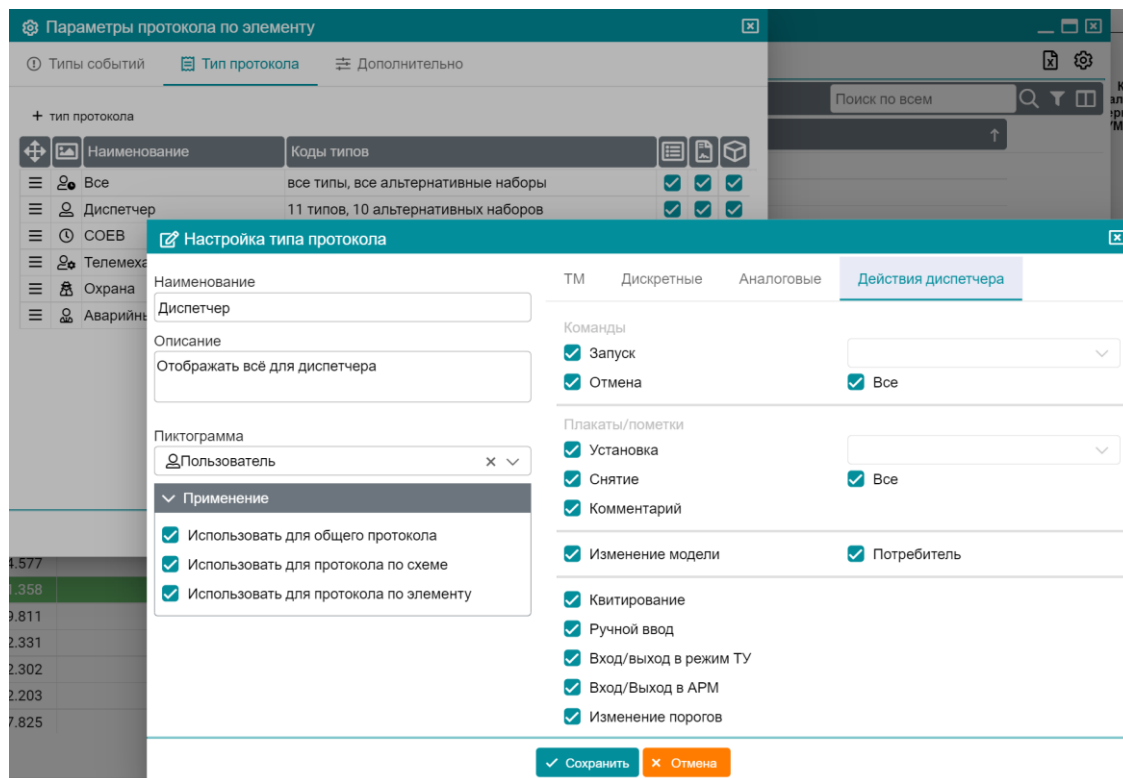 Параметры протокола по элементу
Типы событий
Тип протокола
Дополнительно
Поиск по всем
+ тип протокола
Наименование
Коды типов
Все
все типы, все альтернативные наборы
Диспетчер
11 типов, 10 альтернативных наборов
СОЕВ
Телемеха
Охрана
Аварийнь
Настройка типа протокола
Наименование
Диспетчер
Описание
Отображать всё для диспетчера
Пиктограмма
Пользователь
Применение
Использовать для общего протокола
Использовать для протокола по схеме
Использовать для протокола по элементу
ТМ
Дискретные
Аналоговые
Действия диспетчера
Команды
Запуск
Отмена
Все
Плакаты/пометки
Установка
Снятие
Все
Комментарий
Изменение модели
Потребитель
Квитирование
Ручной ввод
Вход/выход в режим ТУ
Вход/Выход в АРМ
Изменение порогов
4.577
1.358
9.811
2.331
2.302
2.203
7.825
Сохранить
Отмена